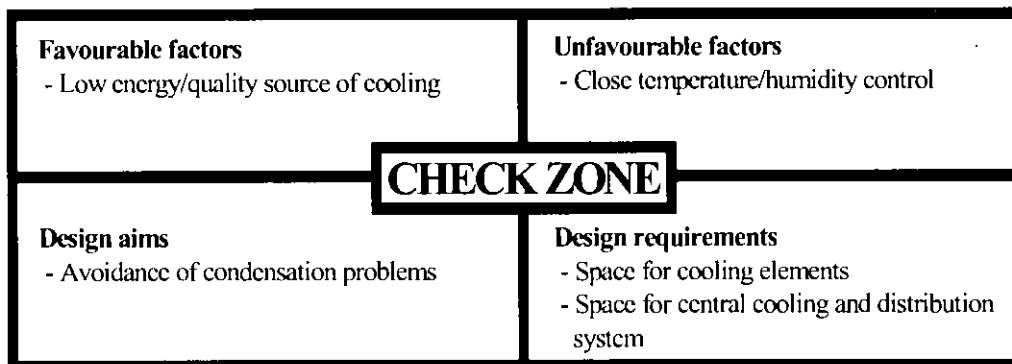 Favourable factors
- Low energy/quality source of cooling
Unfavourable factors
- Close temperature/humidity control
CHECK ZONE
Design aims
- Avoidance of condensation problems
Design requirements
- Space for cooling elements
- Space for central cooling and distribution
system